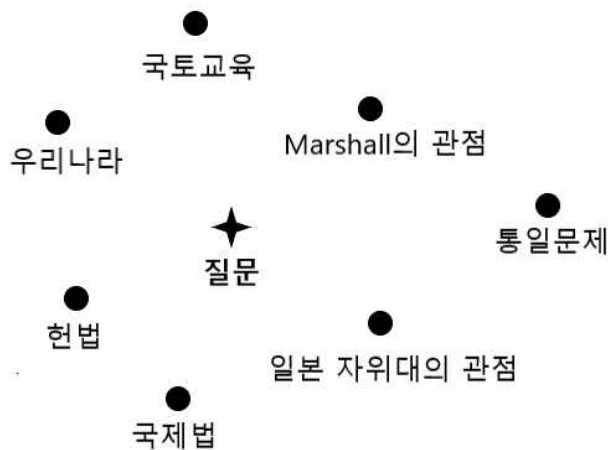 국토교육
Marshall의 관점
우리나라
통일문제
질문
헌법
일본 자위대의 관점
국제법